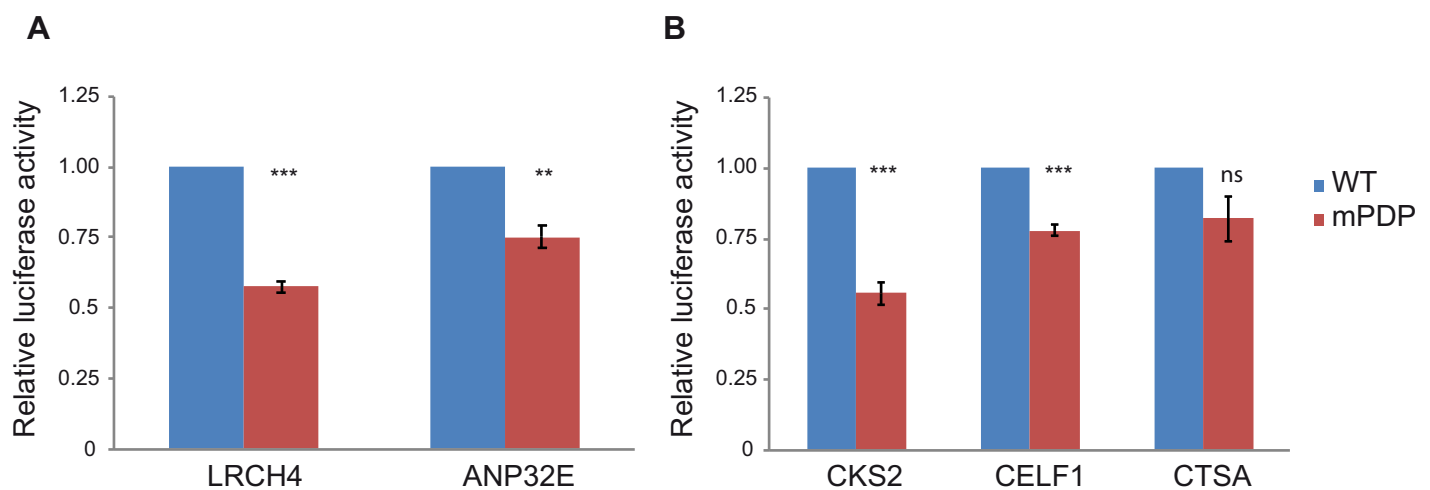 A
Relative luciferase activity
1.25
1.00
0.75
0.5
0.25
0
***
**
LRCH4
ANP32E
B
Relative luciferase activity
1.25
1.00
0.75
0.5
0.25
0
***
***
ns
CKS2
CELF1
CTSA
WT
mPDP